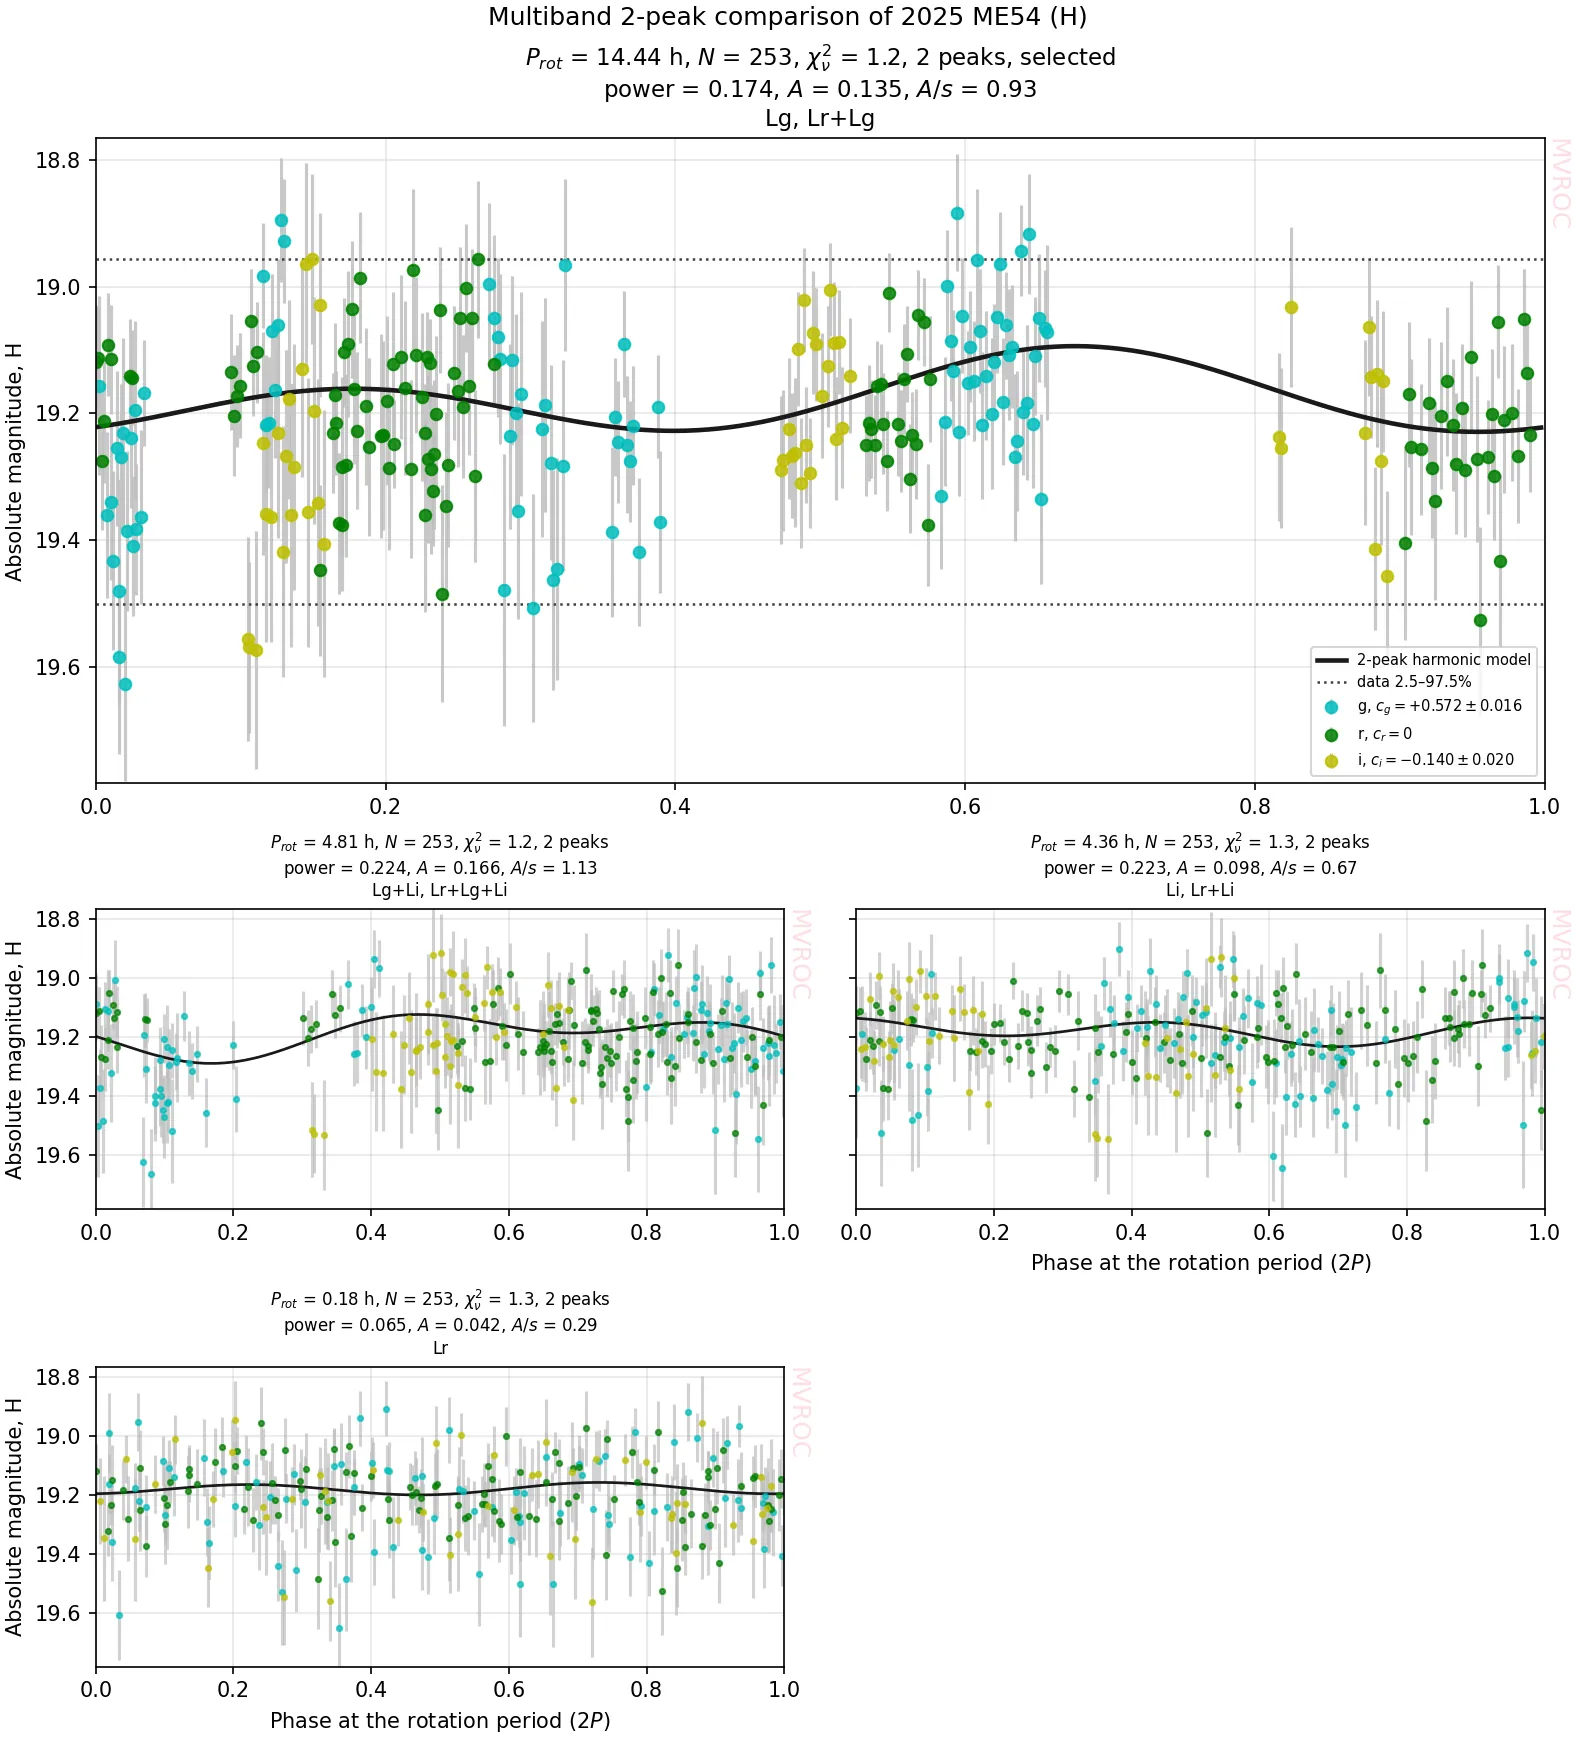 Multiband 2-peak comparison of 2025 ME54 (H)
P_rot = 14.44 h, N = 253, χ²_ν = 1.2, 2 peaks, selected
power = 0.174, A = 0.135, A/s = 0.93
Lg, Lr+Lg
MVROC
Absolute magnitude, H
18.8
19.0
19.2
19.4
19.6
2-peak harmonic model
data 2.5–97.5%
g, c_g = +0.572 ± 0.016
r, c_r = 0
i, c_i = −0.140 ± 0.020
0.0 0.2 0.4 0.6 0.8 1.0
P_rot = 4.81 h, N = 253, χ²_ν = 1.2, 2 peaks
power = 0.224, A = 0.166, A/s = 1.13
Lg+Li, Lr+Lg+Li
MVROC
Absolute magnitude, H
18.8
19.0
19.2
19.4
19.6
0.0 0.2 0.4 0.6 0.8 1.0
P_rot = 4.36 h, N = 253, χ²_ν = 1.3, 2 peaks
power = 0.223, A = 0.098, A/s = 0.67
Li, Lr+Li
MVROC
0.0 0.2 0.4 0.6 0.8 1.0
Phase at the rotation period (2P)
P_rot = 0.18 h, N = 253, χ²_ν = 1.3, 2 peaks
power = 0.065, A = 0.042, A/s = 0.29
Lr
MVROC
Absolute magnitude, H
18.8
19.0
19.2
19.4
19.6
0.0 0.2 0.4 0.6 0.8 1.0
Phase at the rotation period (2P)